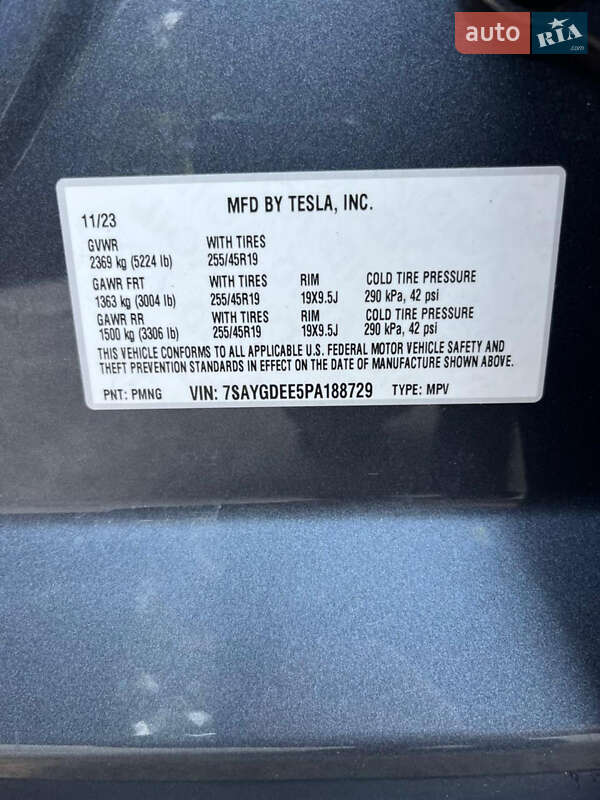 auto RIA .com
MFD BY TESLA, INC.
11/23
GVWR WITH TIRES
2369 kg (5224 lb) 255/45R19
GAWR FRT WITH TIRES RIM COLD TIRE PRESSURE
1363 kg (3004 lb) 255/45R19 19X9.5J 290 kPa, 42 psi
GAWR RR WITH TIRES RIM COLD TIRE PRESSURE
1500 kg (3306 lb) 255/45R19 19X9.5J 290 kPa, 42 psi
THIS VEHICLE CONFORMS TO ALL APPLICABLE U.S. FEDERAL MOTOR VEHICLE SAFETY AND
THEFT PREVENTION STANDARDS IN EFFECT ON THE DATE OF MANUFACTURE SHOWN ABOVE.
PNT: PMNG VIN: 7SAYGDEE5PA188729 TYPE: MPV